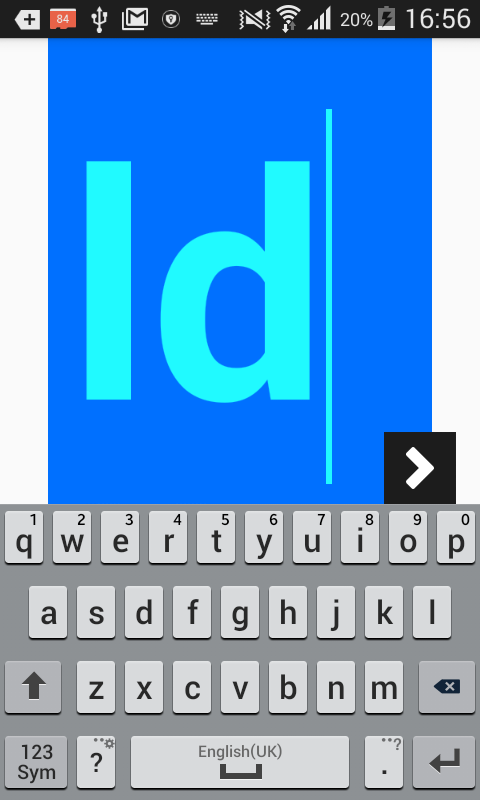 84
20%
16:56
Id
1 2 3 4 5 6 7 8 9 0
q w e r t y u i o p
a s d f g h j k l
z x c v b n m
123
Sym
?
English(UK)
.
?